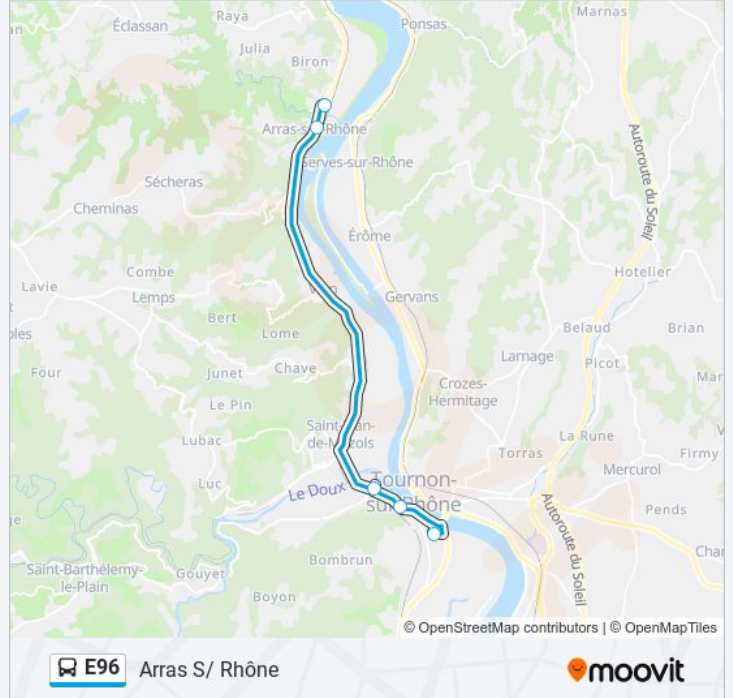 Marnas
Éclassan
Raya
Ponsas
Julia
Biron
Arras-sur-Rhône
Serves-sur-Rhône
Autoroute du Soleil
Sécheras
Cheminas
Érôme
Combe
Hotelier
Lavie
Lemps
Gervans
Bert
Belaud
Brian
Lome
Larnage
Picot
Four
Junet
Chave
Crozes-
Hermitage
Le Pin
Lubac
La Rune
Torras
Firmy
Mercurol
Luc
Le Doux
Tournon-
sur-Rhône
Pends
Autoroute du Soleil
Bombrun
Saint-Barthélemy-
le-Plain
Gouyet
Boyon
© OpenStreetMap contributors | © OpenMapTiles
E96 Arras S/ Rhône
moovit